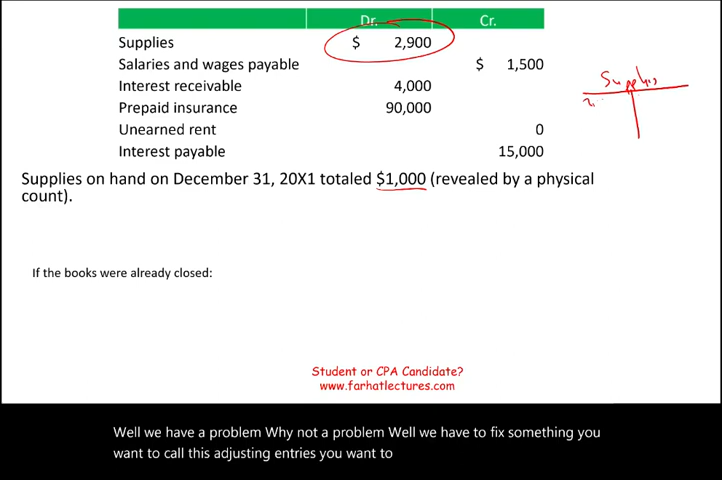 Dr. Cr.
Supplies $ 2,900
Salaries and wages payable $ 1,500
Interest receivable 4,000
Prepaid insurance 90,000
Unearned rent 0
Interest payable 15,000
Supplies
Supplies on hand on December 31, 20X1 totaled $1,000 (revealed by a physical
count).
If the books were already closed:
Student or CPA Candidate?
www.farhatlectures.com
Well we have a problem Why not a problem Well we have to fix something you
want to call this adjusting entries you want to